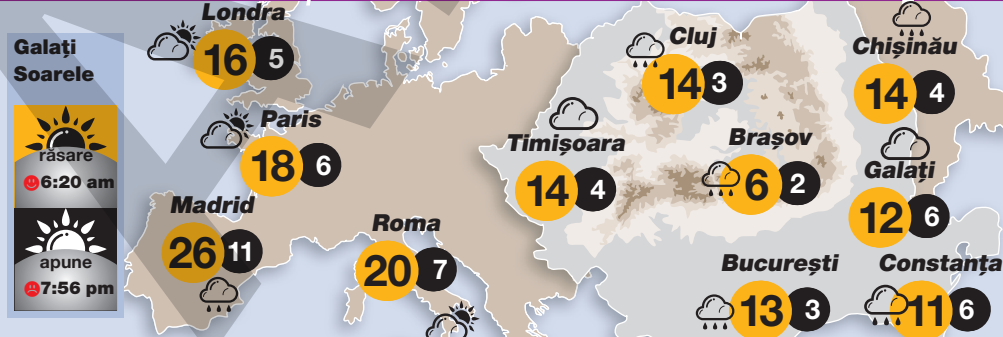 Galați
Soarele
răsare
6:20 am
apune
7:56 pm
Londra
16 5
Paris
18 6
Madrid
26 11
Roma
20 7
Cluj
14 3
Timișoara
14 4
Brașov
6 2
Chișinău
14 4
Galați
12 6
București
13 3
Constanța
11 6